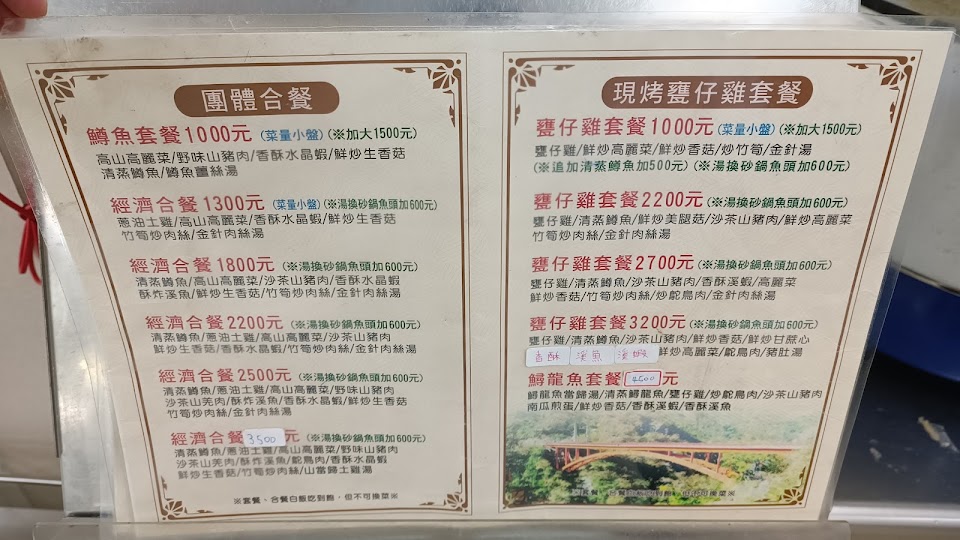 團體合餐
鱒魚套餐1000元 (菜量小盤) (※加大1500元)
高山高麗菜/野味山豬肉/香酥水晶蝦/鮮炒生香菇
清蒸鱒魚/鱒魚薑絲湯
經濟合餐1300元 (菜量小盤) (※湯換砂鍋魚頭加600元)
蔥油土雞/高山高麗菜/香酥水晶蝦/鮮炒生香菇
竹筍炒肉絲/金針肉絲湯
經濟合餐1800元 (※湯換砂鍋魚頭加600元)
清蒸鱒魚/高山高麗菜/沙茶山豬肉/香酥水晶蝦
酥炸溪魚/鮮炒生香菇/竹筍炒肉絲/金針肉絲湯
經濟合餐2200元 (※湯換砂鍋魚頭加600元)
清蒸鱒魚/蔥油土雞/高山高麗菜/沙茶山豬肉
鮮炒生香菇/香酥水晶蝦/竹筍炒肉絲/金針肉絲湯
經濟合餐2500元 (※湯換砂鍋魚頭加600元)
清蒸鱒魚/蔥油土雞/高山高麗菜/野味山豬肉
沙茶山羌肉/酥炸溪魚/香酥水晶蝦/鮮炒生香菇
竹筍炒肉絲/金針肉絲湯
經濟合餐3500元 (※湯換砂鍋魚頭加600元)
清蒸鱒魚/蔥油土雞/高山高麗菜/野味山豬肉
沙茶山羌肉/酥炸溪魚/鴕鳥肉/香酥水晶蝦
鮮炒生香菇/竹筍炒肉絲/山當歸土雞湯
※套餐、合餐白飯吃到飽，但不可換菜※
現烤甕仔雞套餐
甕仔雞套餐1000元 (菜量小盤) (※加大1500元)
甕仔雞/鮮炒高麗菜/鮮炒香菇/炒竹筍/金針湯
(※追加清蒸鱒魚加500元) (※湯換砂鍋魚頭加600元)
甕仔雞套餐2200元 (※湯換砂鍋魚頭加600元)
甕仔雞/清蒸鱒魚/鮮炒美腿菇/沙茶山豬肉/鮮炒高麗菜
竹筍炒肉絲/金針肉絲湯
甕仔雞套餐2700元 (※湯換砂鍋魚頭加600元)
甕仔雞/清蒸鱒魚/沙茶山豬肉/香酥溪蝦/高麗菜
鮮炒香菇/竹筍炒肉絲/炒鴕鳥肉/金針肉絲湯
甕仔雞套餐3200元 (※湯換砂鍋魚頭加600元)
甕仔雞/清蒸鱒魚/沙茶山豬肉/鮮炒香菇/鮮炒甘蔗心
香酥 溪魚 溪蝦 鮮炒高麗菜/鴕鳥肉/豬肚湯
鱘龍魚套餐4500元
鱘龍魚當歸湯/清蒸鱘龍魚/甕仔雞/炒鴕鳥肉/沙茶山豬肉
南瓜煎蛋/鮮炒香菇/香酥溪蝦/香酥溪魚
※套餐、合餐白飯吃到飽，但不可換菜※